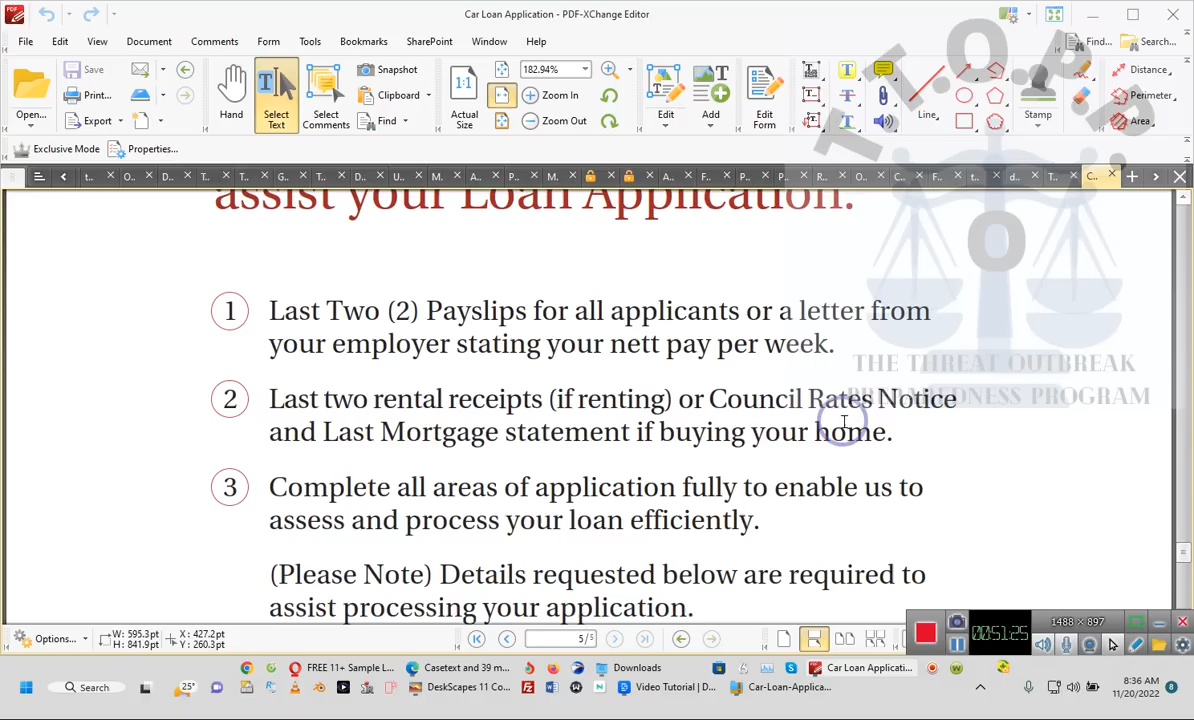 Car Loan Application - PDF-XChange Editor
File Edit View Document Comments Form Tools Bookmarks SharePoint Window Help
Find... Search...
Open... Save Print... Export
Hand Select Text Select Comments
Snapshot Clipboard Find
1:1 Actual Size
182.94% Zoom In Zoom Out
Edit Add Edit Form
Line Stamp
Distance Perimeter Area
Exclusive Mode Properties...
t... O... D... T... T... G... T... D... U... M... A... P... M... A... F... P... P... R... O... C... F... t... d... T... C...
T.T.O.P.P.
assist your Loan Application.
O
1 Last Two (2) Payslips for all applicants or a letter from
your employer stating your nett pay per week.
THE THREAT OUTBREAK
PREPAREDNESS PROGRAM
2 Last two rental receipts (if renting) or Council Rates Notice
and Last Mortgage statement if buying your home.
3 Complete all areas of application fully to enable us to
assess and process your loan efficiently.
(Please Note) Details requested below are required to
assist processing your application.
00:51:25
1488 × 897
Options... W: 595.3pt H: 841.9pt X: 427.2pt Y: 260.3pt
5/5
FREE 11+ Sample L... Casetext and 39 m... Downloads Car Loan Applicati...
Search 25° DeskScapes 11 Co... Video Tutorial | D... Car-Loan-Applica...
8:36 AM
11/20/2022
8